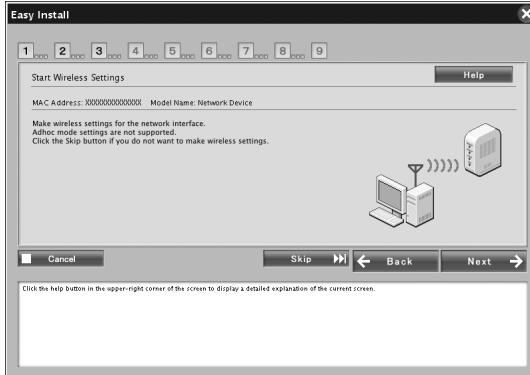 Easy Install
1 2 3 4 5 6 7 8 9
Start Wireless Settings
Help
MAC Address: XXXXXXXXXXXXXX Model Name: Network Device
Make wireless settings for the network interface.
Adhoc mode settings are not supported.
Click the Skip button if you do not want to make wireless settings.
Cancel
Skip
Back
Next
Click the help button in the upper-right corner of the screen to display a detailed explanation of the current screen.